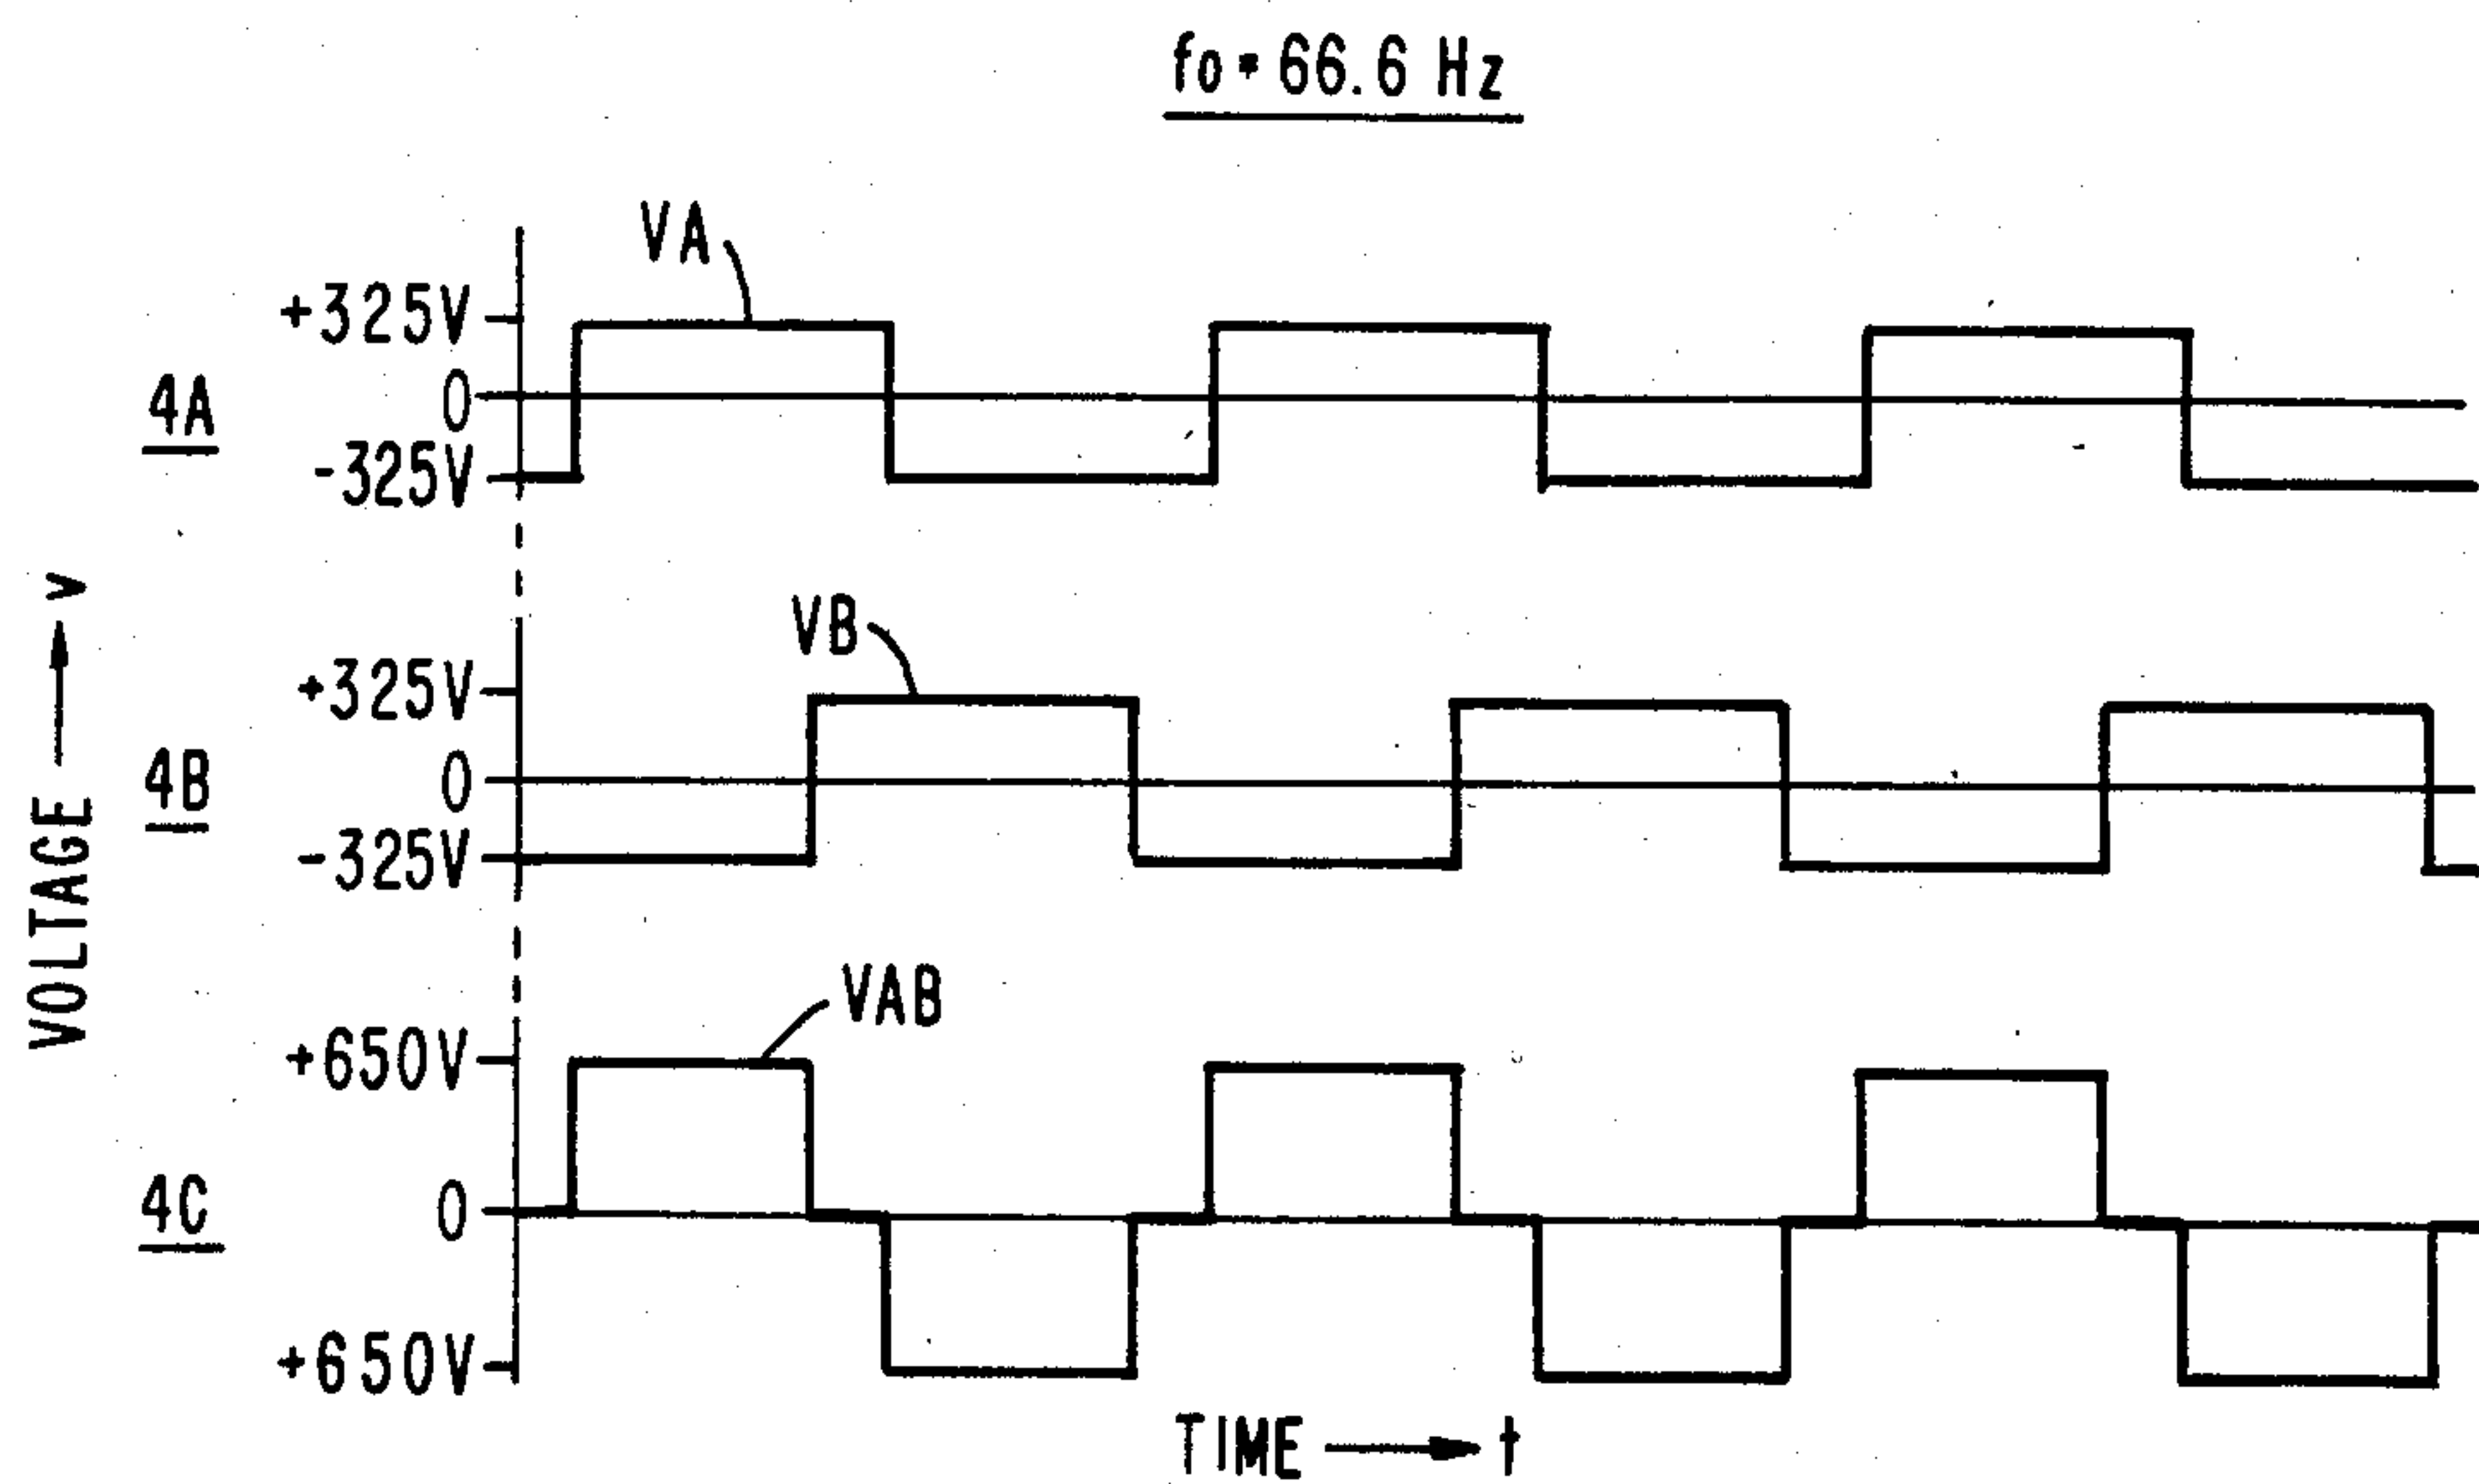 fo = 66.6 Hz
VA
+325V
0
-325V
4A
VB
+325V
0
-325V
4B
VOLTAGE v
VAB
+650V
0
+650V
4C
TIME t